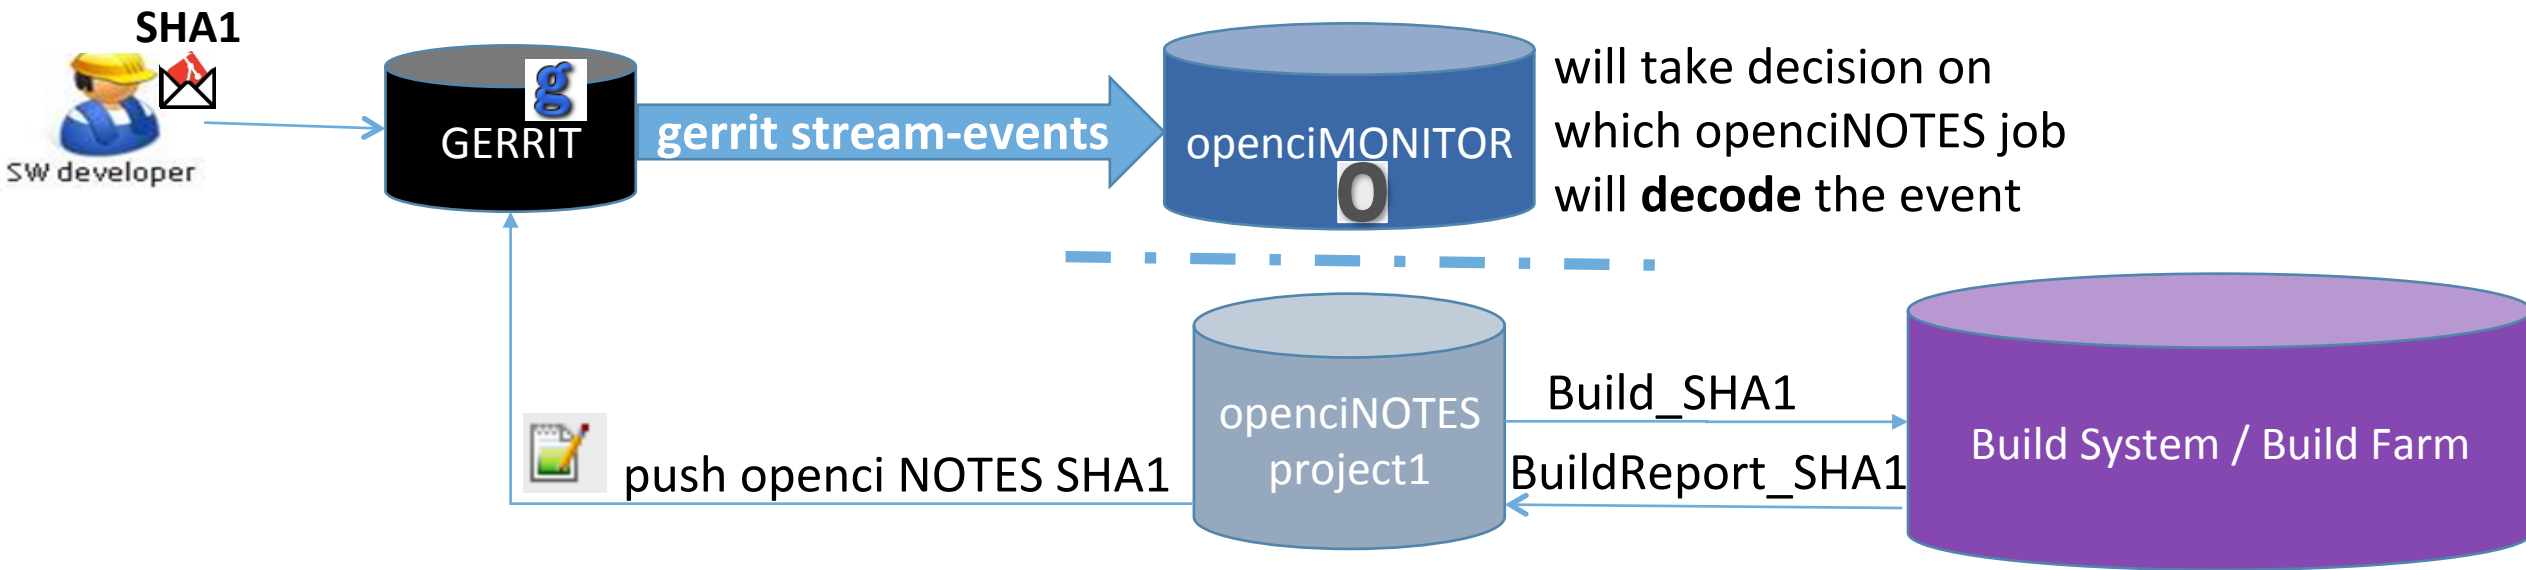 SHA1
SW developer
g
GERRIT
gerrit stream-events
openciMONITOR
O
will take decision on
which openciNOTES job
will decode the event
openciNOTES
project1
Build_SHA1
BuildReport_SHA1
Build System / Build Farm
push openci NOTES SHA1